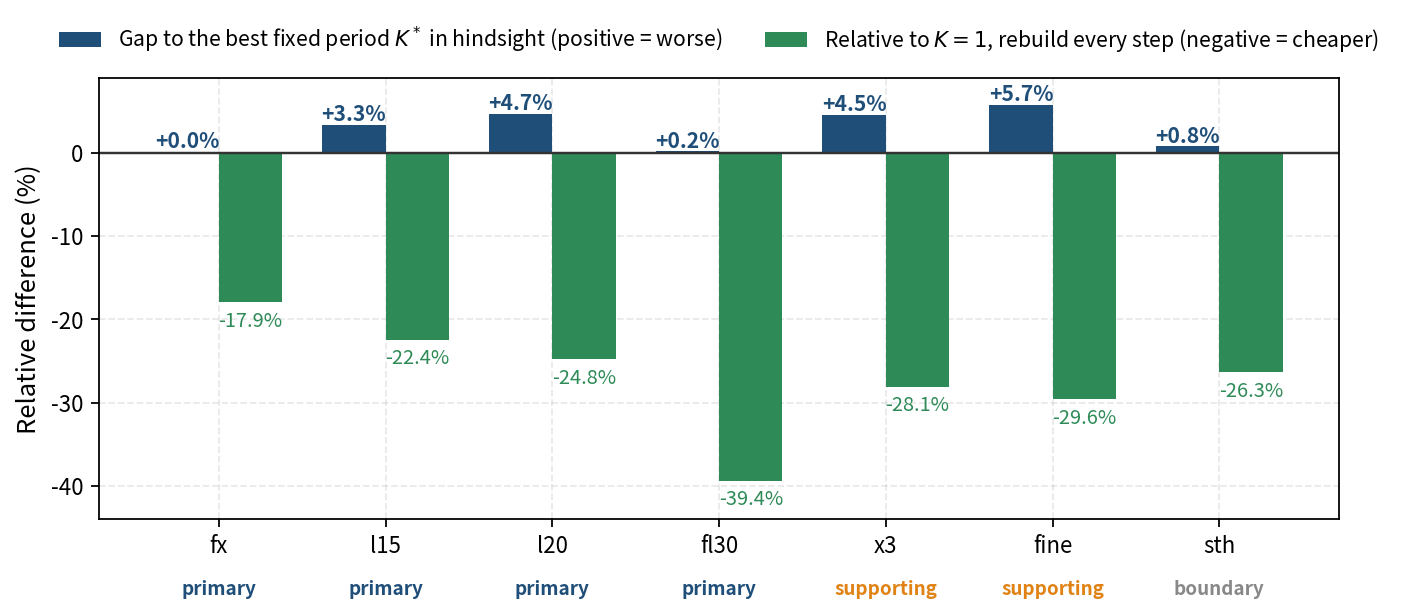 Gap to the best fixed period K* in hindsight (positive = worse)
Relative to K = 1, rebuild every step (negative = cheaper)
Relative difference (%)
0
-10
-20
-30
-40
+0.0%
+3.3%
+4.7%
+0.2%
+4.5%
+5.7%
+0.8%
-17.9%
-22.4%
-24.8%
-39.4%
-28.1%
-29.6%
-26.3%
fx
l15
l20
fl30
x3
fine
sth
primary
primary
primary
primary
supporting
supporting
boundary